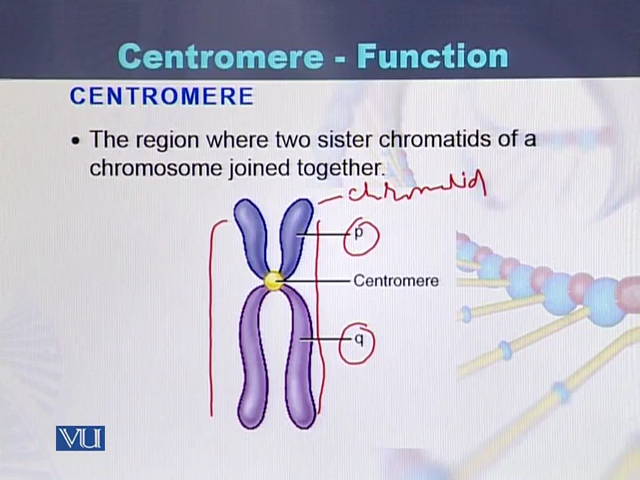 Centromere - Function
CENTROMERE
• The region where two sister chromatids of a
chromosome joined together.
chromatid
p
Centromere
q
VU